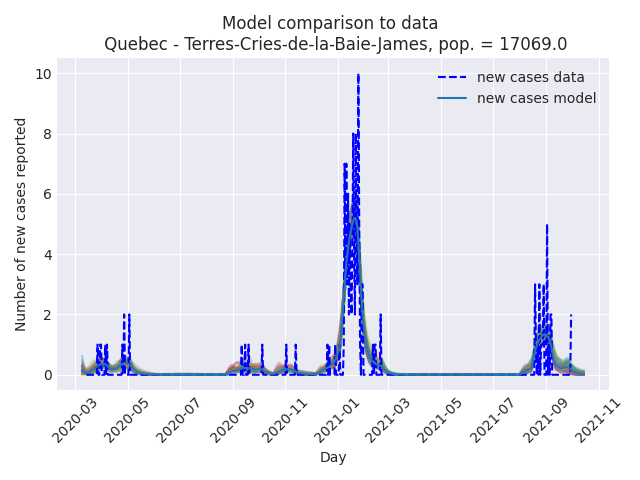 Model comparison to data
Quebec - Terres-Cries-de-la-Baie-James, pop. = 17069.0
new cases data
new cases model
Number of new cases reported
10
8
6
4
2
0
2020-03
2020-05
2020-07
2020-09
2020-11
2021-01
2021-03
2021-05
2021-07
2021-09
2021-11
Day